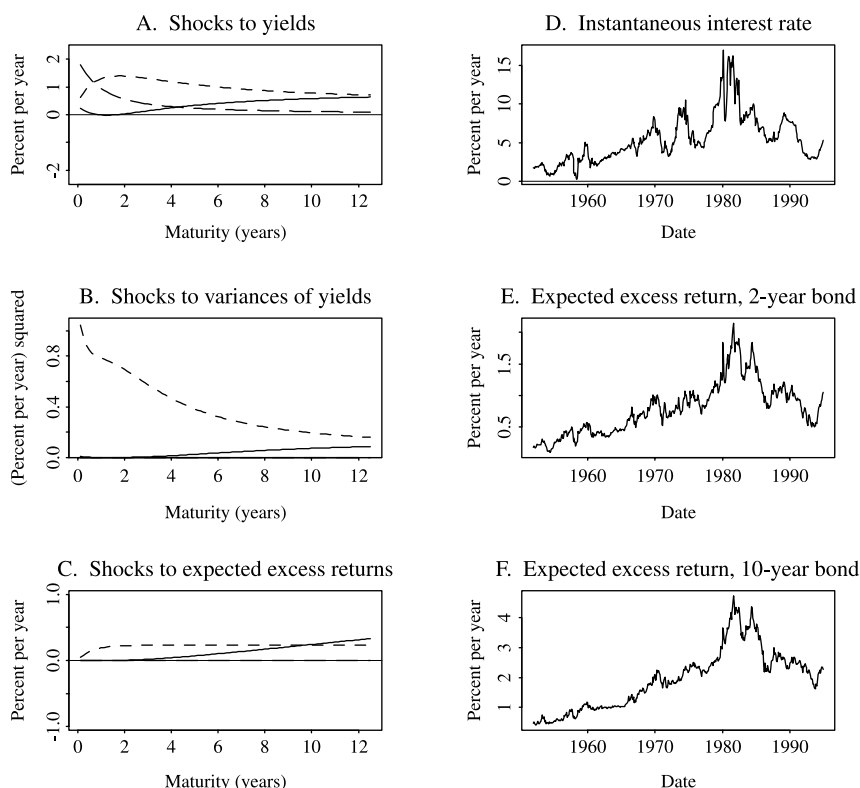 A. Shocks to yields
Percent per year
2
1
0
-2
0 2 4 6 8 10 12
Maturity (years)
D. Instantaneous interest rate
Percent per year
15
10
5
0
1960 1970 1980 1990
Date
B. Shocks to variances of yields
(Percent per year) squared
0.8
0.4
0.0
0 2 4 6 8 10 12
Maturity (years)
E. Expected excess return, 2-year bond
Percent per year
1.5
0.5
1960 1970 1980 1990
Date
C. Shocks to expected excess returns
Percent per year
1.0
0.0
-1.0
0 2 4 6 8 10 12
Maturity (years)
F. Expected excess return, 10-year bond
Percent per year
4
3
2
1
1960 1970 1980 1990
Date